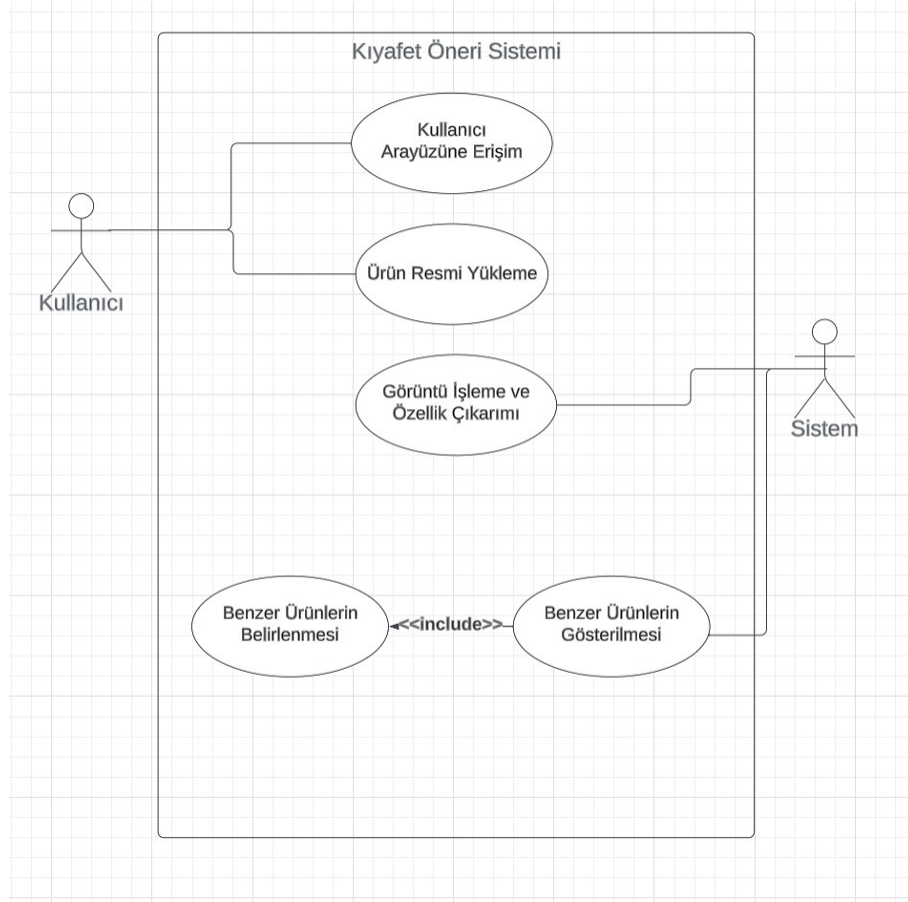 Kıyafet Öneri Sistemi
Kullanıcı
Arayüzüne Erişim
Ürün Resmi Yükleme
Kullanıcı
Görüntü İşleme ve
Özellik Çıkarımı
Sistem
Benzer Ürünlerin
Belirlenmesi
<<include>>
Benzer Ürünlerin
Gösterilmesi